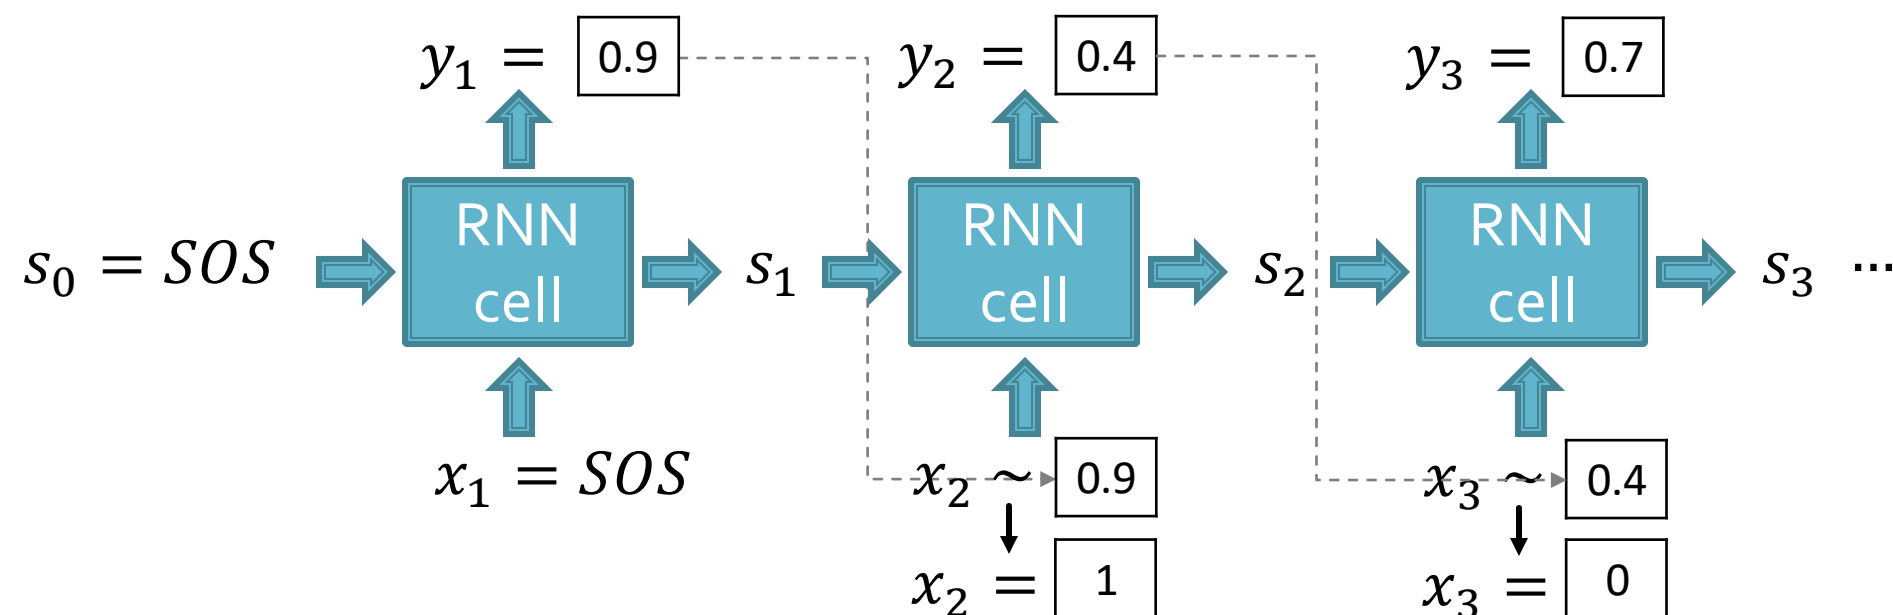 y₁ = 0.9
y₂ = 0.4
y₃ = 0.7
s₀ = SOS
RNN cell
s₁
RNN cell
s₂
RNN cell
s₃ ...
x₁ = SOS
x₂ ~ 0.9
x₃ ~ 0.4
x₂ = 1
x₃ = 0